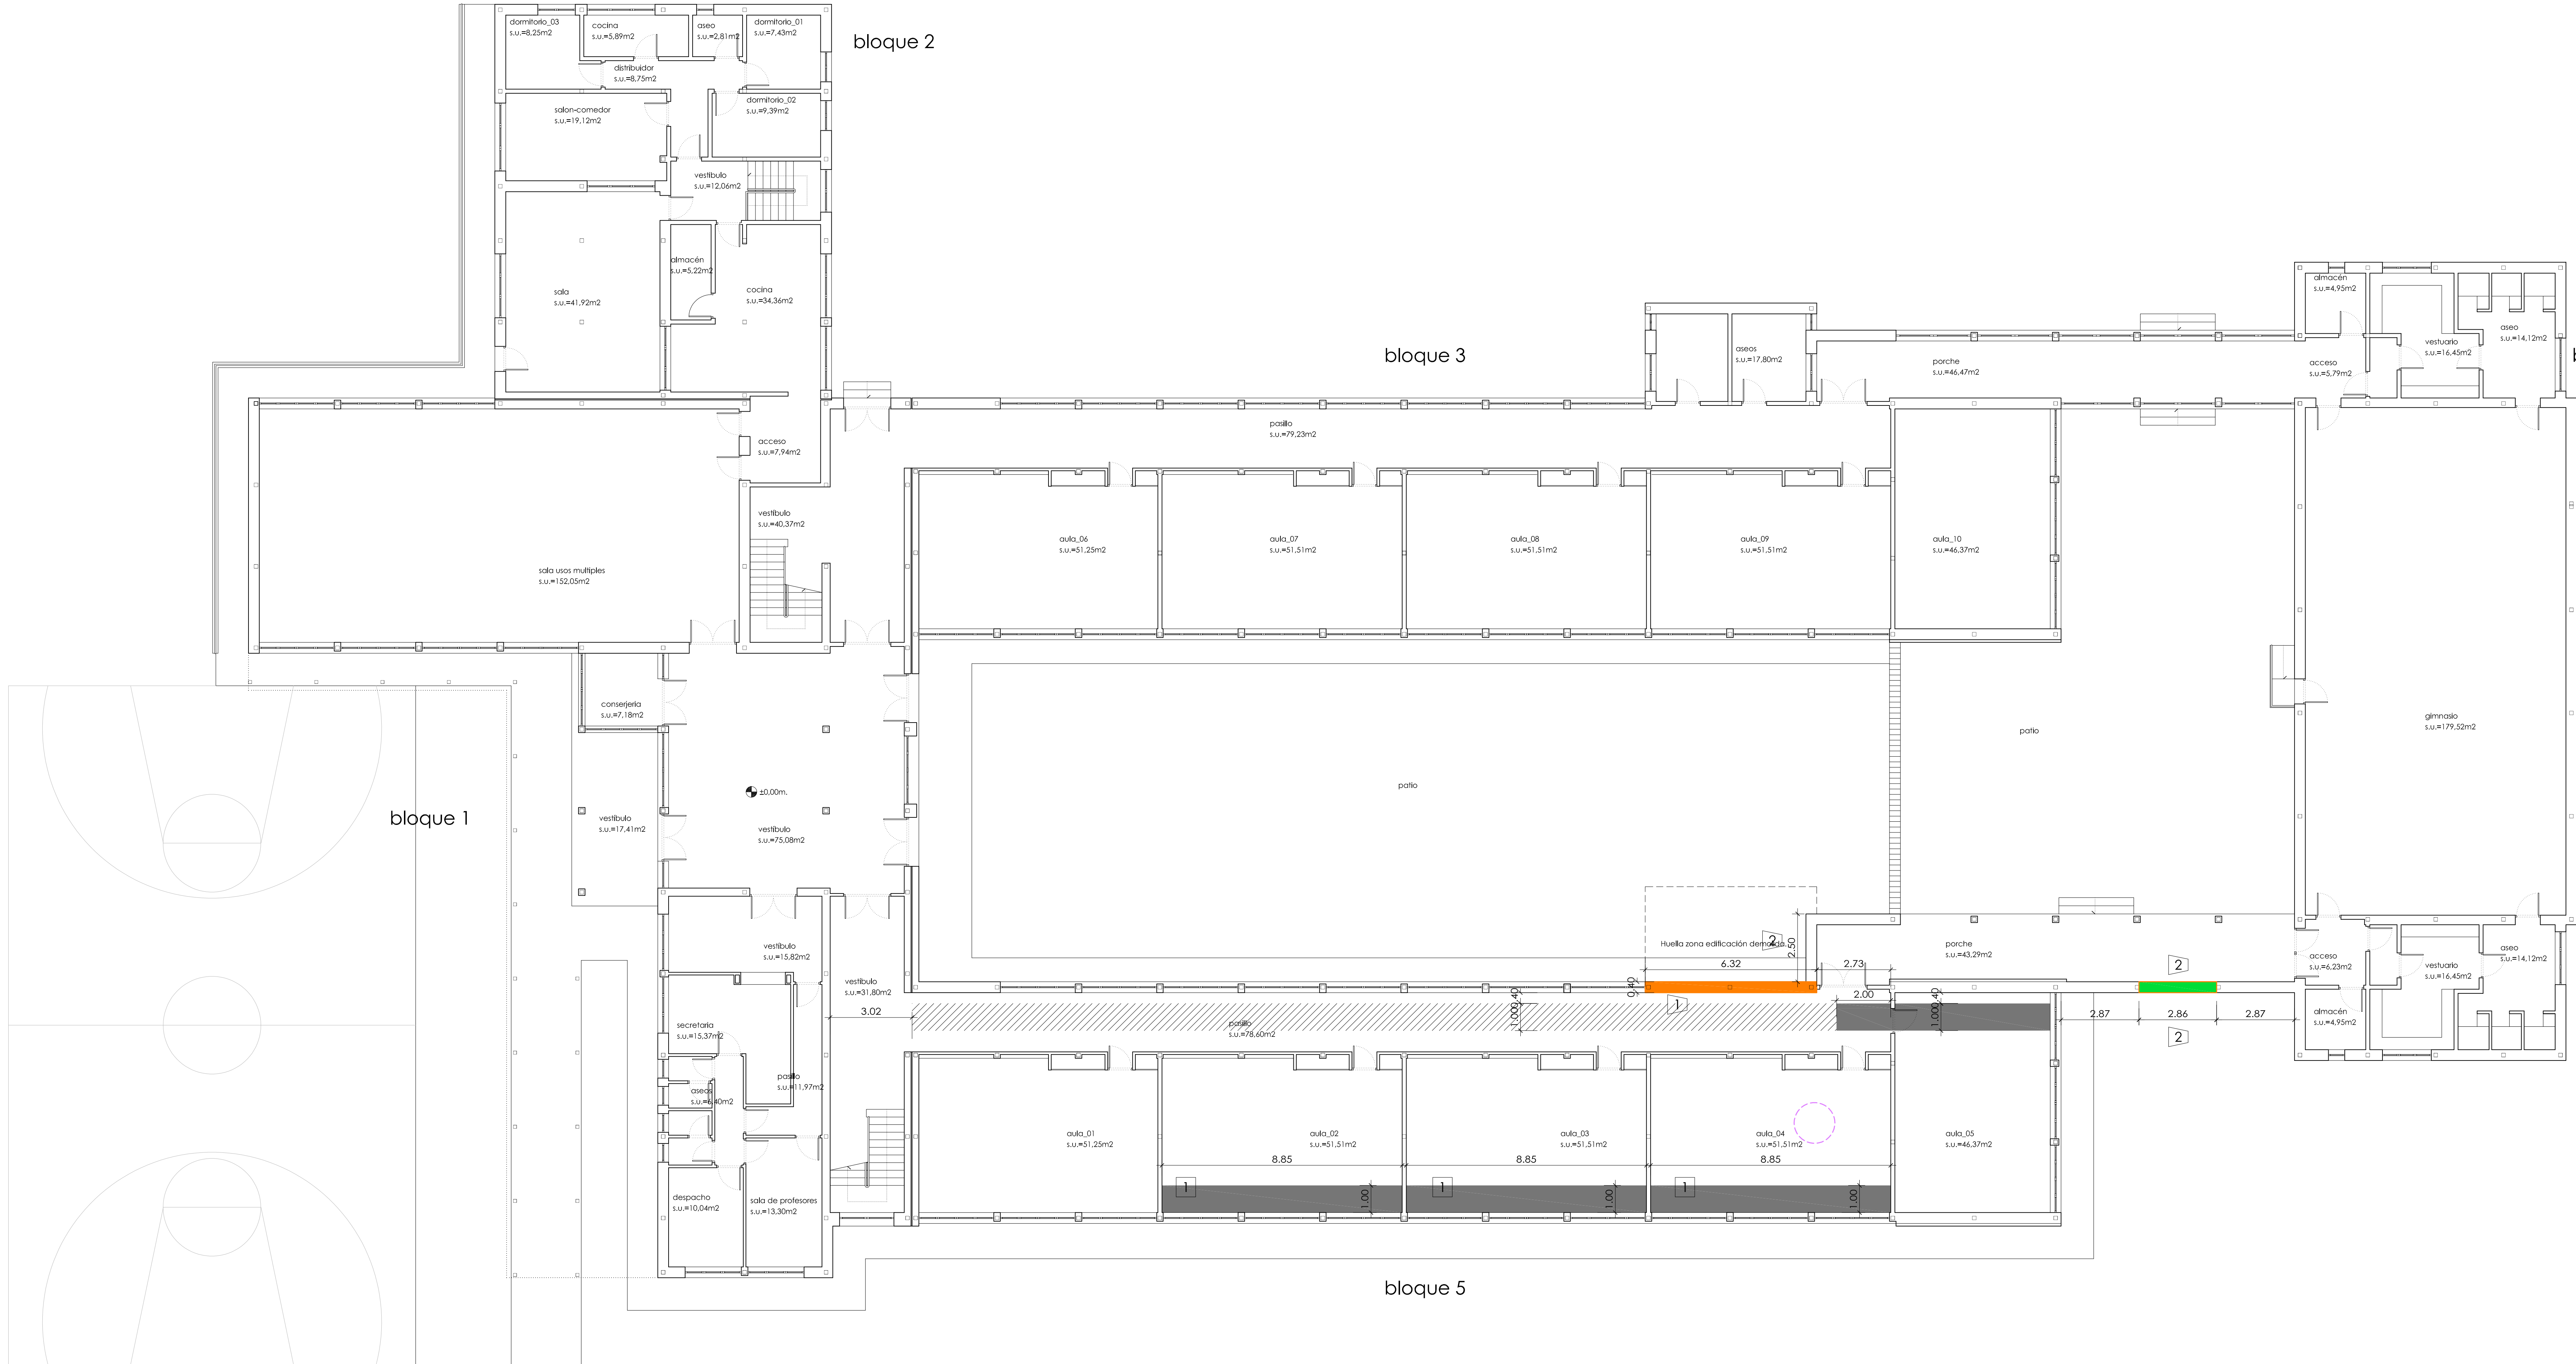 dormitorio_03
s.u.=8,25m2
cocina
s.u.=5,89m2
aseo
s.u.=2,81m2
dormitorio_01
s.u.=7,43m2
bloque 2
distribuidor
s.u.=8,75m2
salon-comedor
s.u.=19,12m2
dormitorio_02
s.u.=9,39m2
vestibulo
s.u.=12,06m2
almacén
s.u.=5,22m2
sala
s.u.=41,92m2
cocina
s.u.=34,36m2
bloque 3
aseos
s.u.=17,80m2
porche
s.u.=46,47m2
almacén
s.u.=4,95m2
acceso
s.u.=5,79m2
vestuario
s.u.=16,45m2
aseo
s.u.=14,12m2
acceso
s.u.=7,94m2
pasillo
s.u.=79,23m2
vestíbulo
s.u.=40,37m2
sala usos multiples
s.u.=152,05m2
aula_06
s.u.=51,25m2
aula_07
s.u.=51,51m2
aula_08
s.u.=51,51m2
aula_09
s.u.=51,51m2
aula_10
s.u.=46,37m2
conserjeria
s.u.=7,18m2
patio
gimnasio
s.u.=179,52m2
±0,00m.
patio
bloque 1
vestibulo
s.u.=17,41m2
vestíbulo
s.u.=75,08m2
vestibulo
s.u.=15,82m2
vestíbulo
s.u.=31,80m2
Huella zona edificación demolida
2
2.50
6.32
2.73
porche
s.u.=43,29m2
2
acceso
s.u.=6,23m2
vestuario
s.u.=16,45m2
aseo
s.u.=14,12m2
0.40
1
2.00
3.02
0.40
1.00
0.40
1.00
2.87
2.86
2.87
2
almacén
s.u.=4,95m2
secretaria
s.u.=15,37m2
pasillo
s.u.=78,60m2
pasillo
s.u.=11,97m2
aseos
s.u.=6,40m2
aula_01
s.u.=51,25m2
aula_02
s.u.=51,51m2
aula_03
s.u.=51,51m2
aula_04
s.u.=51,51m2
aula_05
s.u.=46,37m2
8.85
8.85
8.85
1
1.00
1
1.00
1
1.00
despacho
s.u.=10,04m2
sala de profesores
s.u.=13,30m2
bloque 5